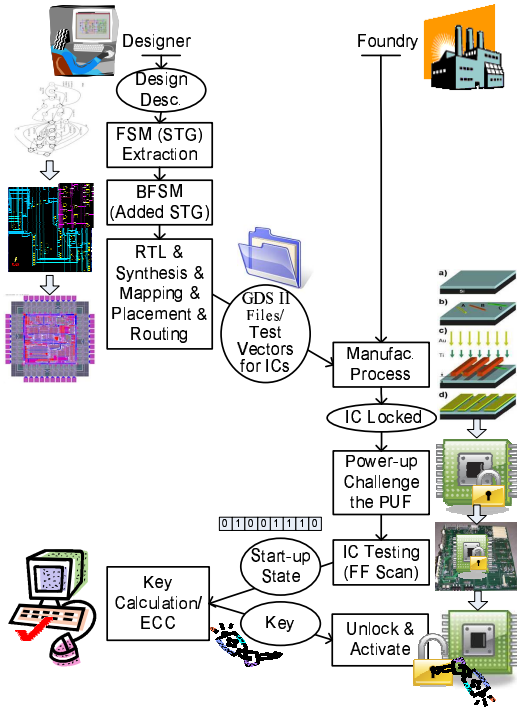 Designer
Foundry
Design
Desc.
FSM (STG)
Extraction
BFSM
(Added STG)
RTL &
Synthesis &
Mapping &
Placement &
Routing
GDS II
Files/
Test
Vectors
for ICs
a)
b)
c)
Au
Ti
d)
Manufac.
Process
IC Locked
Power-up
Challenge
the PUF
0 1 0 0 1 1 1 0
Start-up
State
IC Testing
(FF Scan)
Key
Calculation/
ECC
Key
Unlock &
Activate